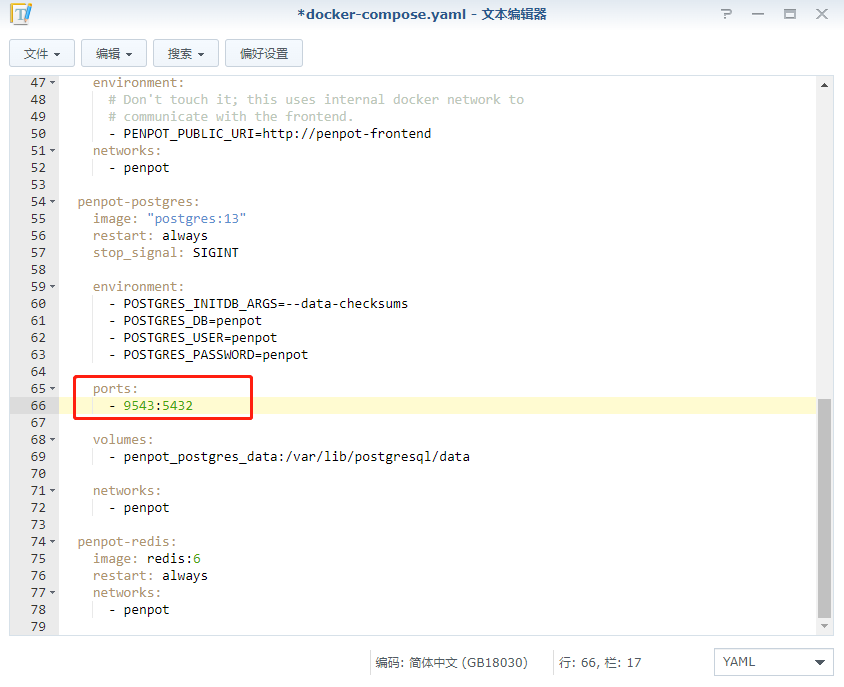 *docker-compose.yaml - 文本编辑器
文件 编辑 搜索 偏好设置
47 environment:
48 # Don't touch it; this uses internal docker network to
49 # communicate with the frontend.
50 - PENPOT_PUBLIC_URI=http://penpot-frontend
51 networks:
52 - penpot
53
54 penpot-postgres:
55 image: "postgres:13"
56 restart: always
57 stop_signal: SIGINT
58
59 environment:
60 - POSTGRES_INITDB_ARGS=--data-checksums
61 - POSTGRES_DB=penpot
62 - POSTGRES_USER=penpot
63 - POSTGRES_PASSWORD=penpot
64
65 ports:
66 - 9543:5432
67
68 volumes:
69 - penpot_postgres_data:/var/lib/postgresql/data
70
71 networks:
72 - penpot
73
74 penpot-redis:
75 image: redis:6
76 restart: always
77 networks:
78 - penpot
79
编码: 简体中文 (GB18030) 行: 66, 栏: 17 YAML